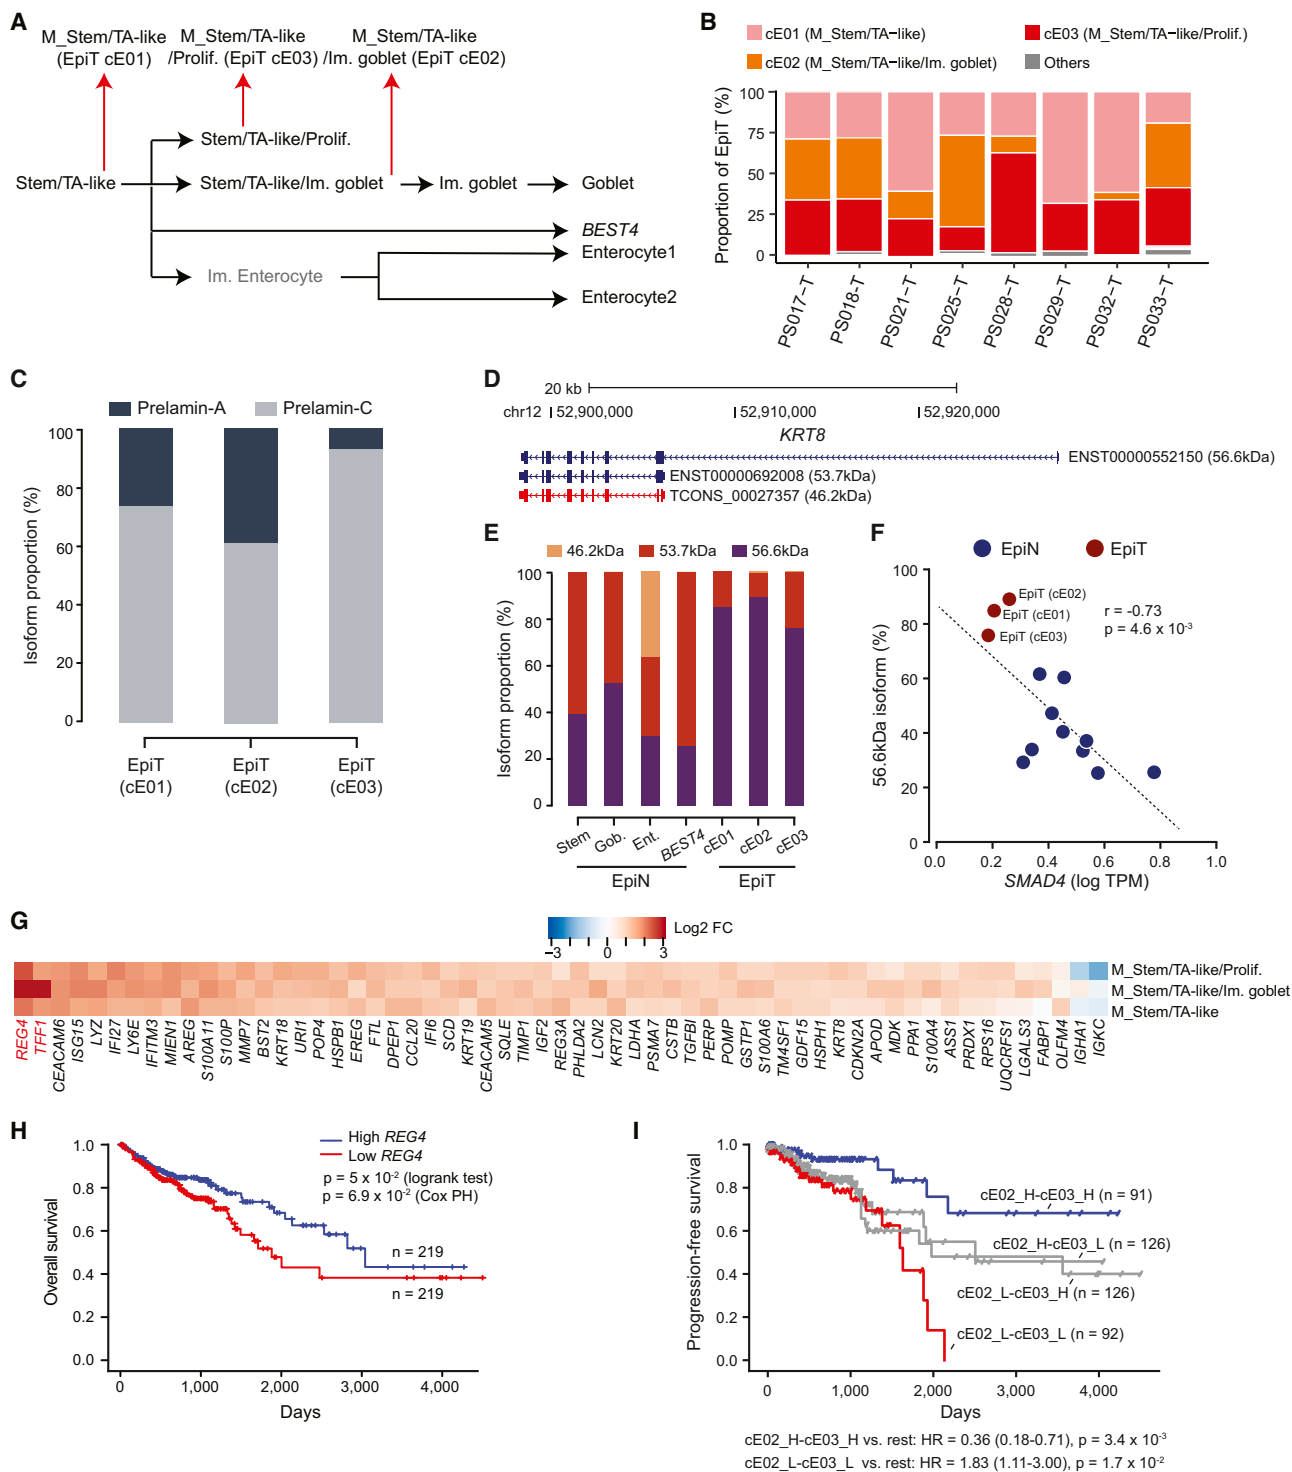 A
M_Stem/TA-like
(EpiT cE01)
M_Stem/TA-like
/Prolif. (EpiT cE03)
M_Stem/TA-like
/Im. goblet (EpiT cE02)
Stem/TA-like/Prolif.
Stem/TA-like
Stem/TA-like/Im. goblet
Im. goblet
Goblet
BEST4
Enterocyte1
Im. Enterocyte
Enterocyte2
B
cE01 (M_Stem/TA−like)
cE03 (M_Stem/TA−like/Prolif.)
cE02 (M_Stem/TA−like/Im. goblet)
Others
Proportion of EpiT (%)
100
75
50
25
0
PS017−T
PS018−T
PS021−T
PS025−T
PS028−T
PS029−T
PS032−T
PS033−T
C
Prelamin-A
Prelamin-C
Isoform proportion (%)
100
80
60
40
20
0
EpiT
(cE01)
EpiT
(cE02)
EpiT
(cE03)
D
20 kb
chr12
52,900,000
52,910,000
52,920,000
KRT8
ENST00000552150 (56.6kDa)
ENST00000692008 (53.7kDa)
TCONS_00027357 (46.2kDa)
E
46.2kDa
53.7kDa
56.6kDa
Isoform proportion (%)
100
80
60
40
20
0
Stem
Gob.
Ent.
BEST4
cE01
cE02
cE03
EpiN
EpiT
F
EpiN
EpiT
56.6kDa isoform (%)
100
80
60
40
20
0
EpiT (cE02)
EpiT (cE01)
EpiT (cE03)
r = -0.73
p = 4.6 x 10-3
0.0
0.2
0.4
0.6
0.8
1.0
SMAD4 (log TPM)
G
Log2 FC
−3
0
3
M_Stem/TA-like/Prolif.
M_Stem/TA-like/Im. goblet
M_Stem/TA-like
REG4
TFF1
CEACAM6
ISG15
LYZ
IFI27
LY6E
IFITM3
MIEN1
AREG
S100A11
S100P
MMP7
BST2
KRT18
URI1
POP4
HSPB1
EREG
FTL
DPEP1
CCL20
IFI6
SCD
KRT19
CEACAM5
SQLE
TIMP1
IGF2
REG3A
PHLDA2
LCN2
KRT20
LDHA
PSMA7
CSTB
TGFBI
PERP
POMP
GSTP1
S100A6
TM4SF1
GDF15
HSPH1
KRT8
CDKN2A
APOD
MDK
PPA1
S100A4
ASS1
PRDX1
RPS16
UQCRFS1
LGALS3
FABP1
OLFM4
IGHA1
IGKC
H
High REG4
Low REG4
p = 5 x 10-2 (logrank test)
p = 6.9 x 10-2 (Cox PH)
Overall survival
1.0
0.8
0.6
0.4
0.2
0.0
n = 219
n = 219
0
1,000
2,000
3,000
4,000
Days
I
Progression-free survival
1.0
0.8
0.6
0.4
0.2
0.0
cE02_H-cE03_H (n = 91)
cE02_H-cE03_L (n = 126)
cE02_L-cE03_H (n = 126)
cE02_L-cE03_L (n = 92)
0
1,000
2,000
3,000
4,000
Days
cE02_H-cE03_H vs. rest: HR = 0.36 (0.18-0.71), p = 3.4 x 10-3
cE02_L-cE03_L vs. rest: HR = 1.83 (1.11-3.00), p = 1.7 x 10-2